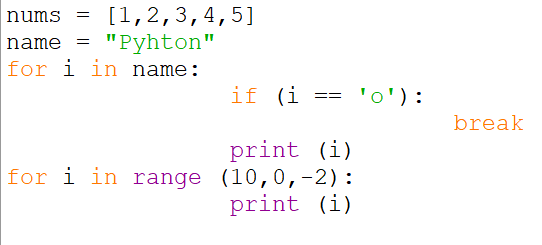 nums = [1,2,3,4,5]
name = "Pyhton"
for i in name:
if (i == 'o'):
break
print (i)
for i in range (10,0,-2):
print (i)